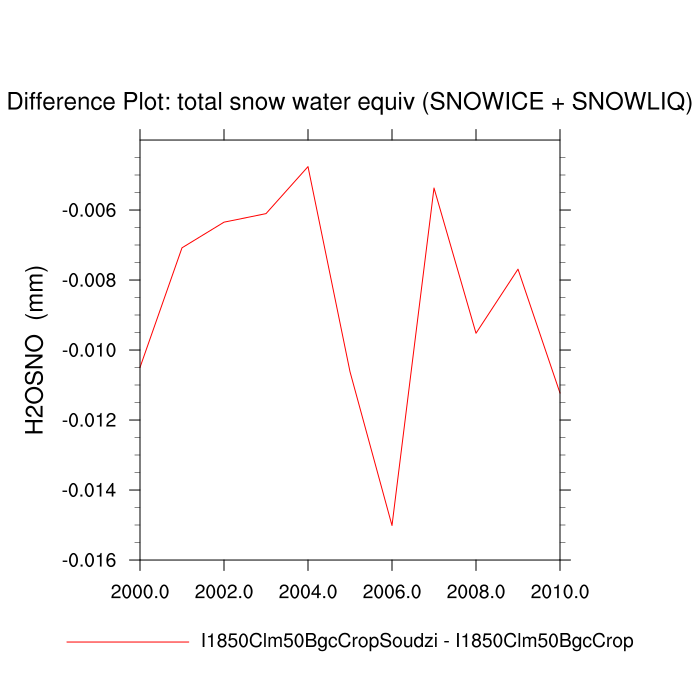 Difference Plot: total snow water equiv (SNOWICE + SNOWLIQ)
H2OSNO (mm)
-0.006
-0.008
-0.010
-0.012
-0.014
-0.016
2000.0 2002.0 2004.0 2006.0 2008.0 2010.0
I1850Clm50BgcCropSoudzi - I1850Clm50BgcCrop